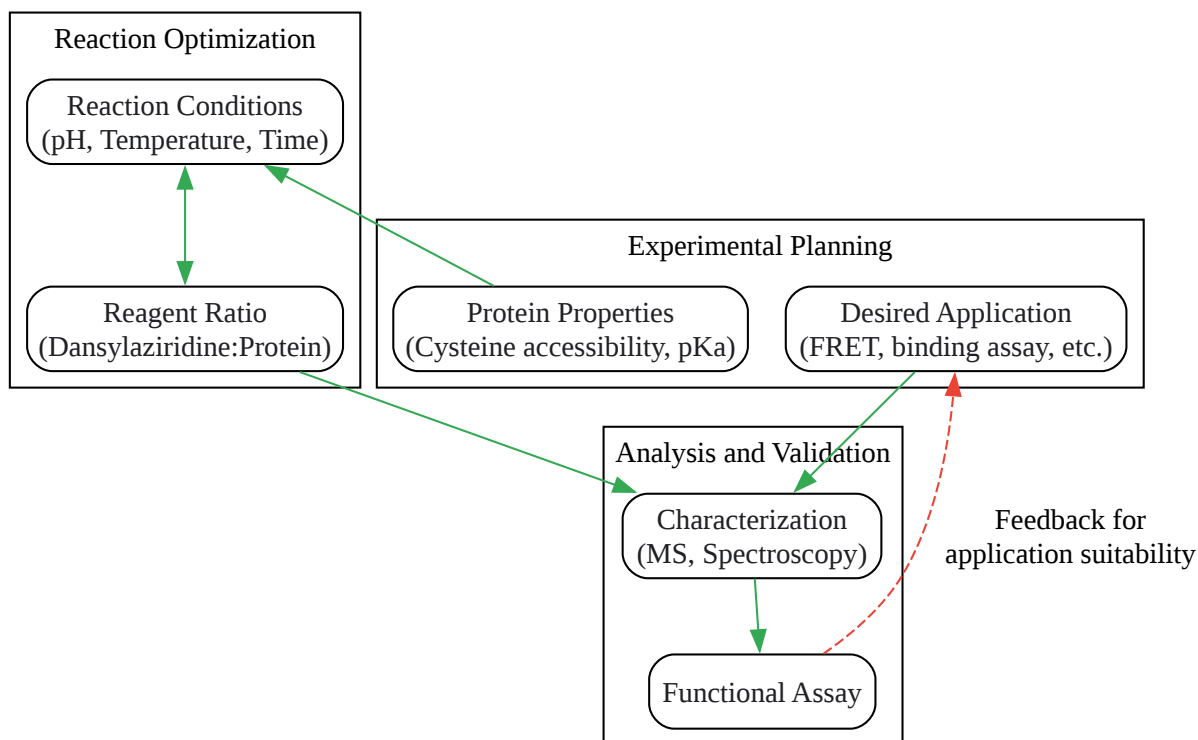 Reaction Optimization
Reaction Conditions
(pH, Temperature, Time)
Reagent Ratio
(Dansylaziridine:Protein)
Experimental Planning
Protein Properties
(Cysteine accessibility, pKa)
Desired Application
(FRET, binding assay, etc.)
Analysis and Validation
Characterization
(MS, Spectroscopy)
Functional Assay
Feedback for
application suitability